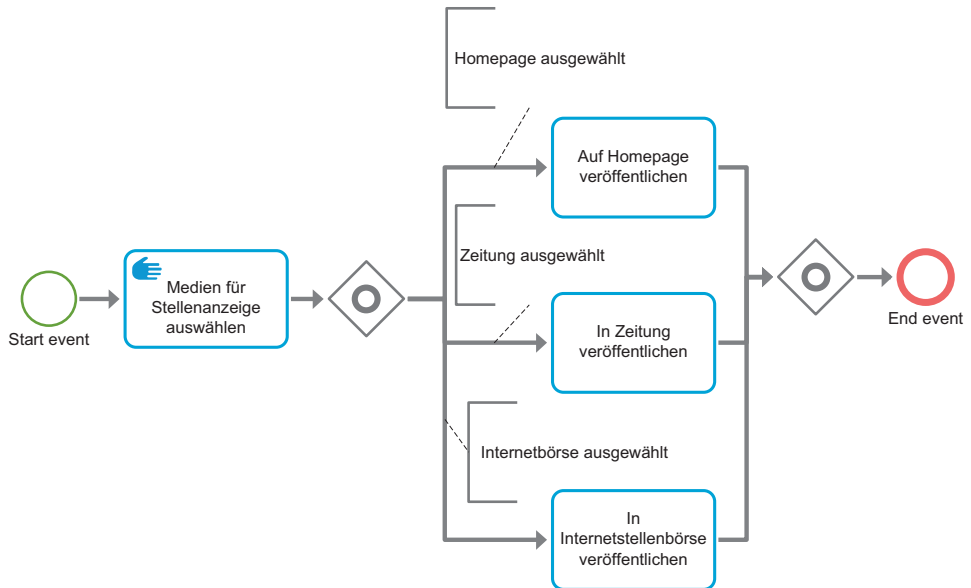 Homepage ausgewählt
Auf Homepage
veröffentlichen
Zeitung ausgewählt
Medien für
Stellenanzeige
auswählen
Start event
In Zeitung
veröffentlichen
End event
Internetbörse ausgewählt
In
Internetstellenbörse
veröffentlichen